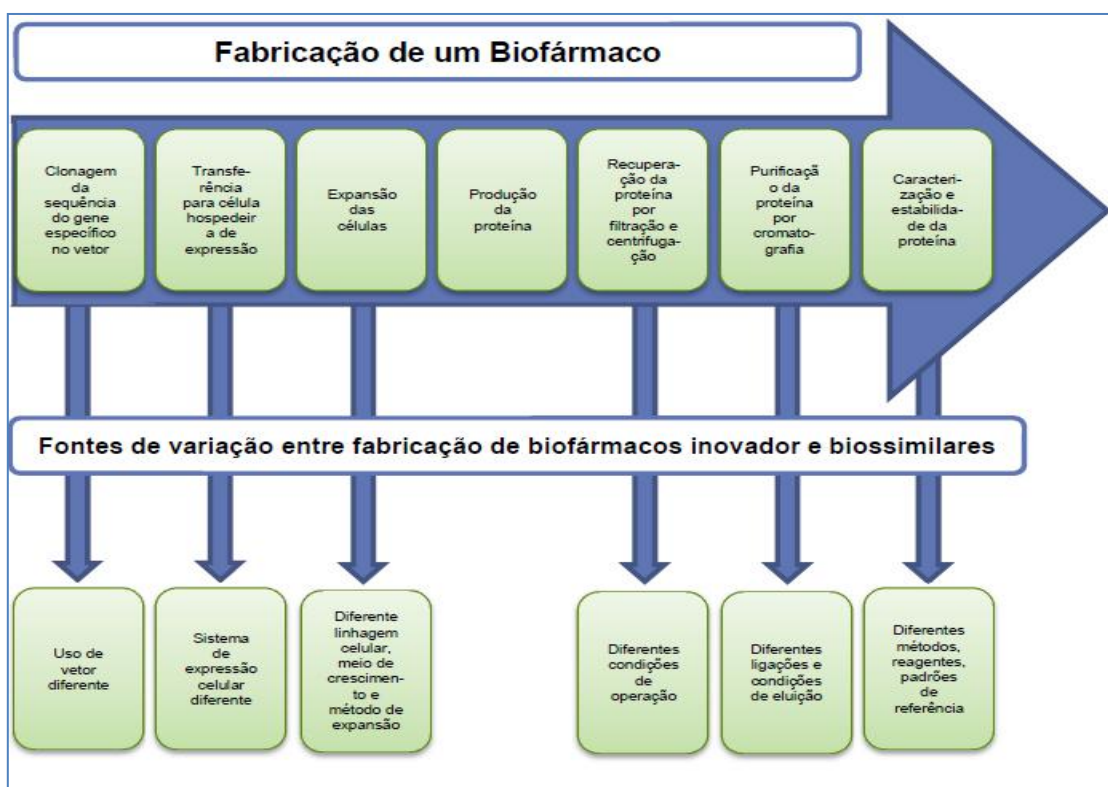 Fabricação de um Biofármaco
Clonagem
da
sequência
do gene
específico
no vetor
Transfe-
rência
para célula
hospedeir
a de
expressão
Expansão
das
células
Produção
da
proteína
Recupera-
ção da
proteína
por
filtração e
centrifuga-
ção
Purificaçã
o da
proteína
por
cromato-
grafia
Caracteri-
zação e
estabilida-
de da
proteína
Fontes de variação entre fabricação de biofármacos inovador e biossimilares
Uso de
vetor
diferente
Sistema
de
expressão
celular
diferente
Diferente
linhagem
celular,
meio de
crescimen-
to e
método de
expansão
Diferentes
condições
de
operação
Diferentes
ligações e
condições
de eluição
Diferentes
métodos,
reagentes,
padrões
de
referência